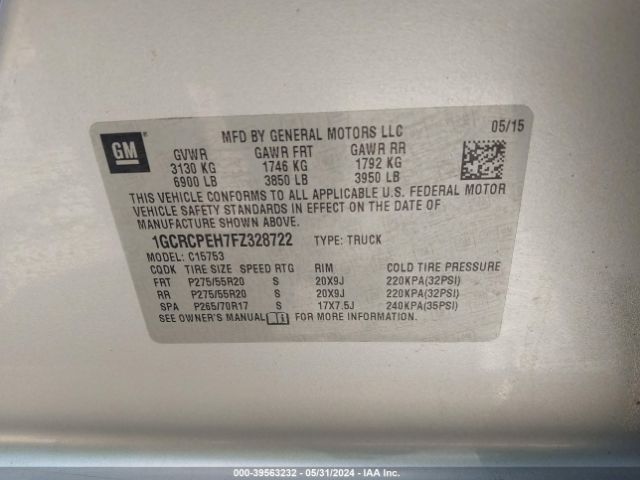 GM
MFD BY GENERAL MOTORS LLC 05/15
GVWR GAWR FRT GAWR RR
3130 KG 1746 KG 1792 KG
6900 LB 3850 LB 3950 LB
THIS VEHICLE CONFORMS TO ALL APPLICABLE U.S. FEDERAL MOTOR
VEHICLE SAFETY STANDARDS IN EFFECT ON THE DATE OF
MANUFACTURE SHOWN ABOVE.
1GCRCPEH7FZ328722 TYPE: TRUCK
MODEL: C15753
CQDK TIRE SIZE SPEED RTG RIM COLD TIRE PRESSURE
FRT P275/55R20 S 20X9J 220KPA(32PSI)
RR P275/55R20 S 20X9J 220KPA(32PSI)
SPA P265/70R17 S 17X7.5J 240KPA(35PSI)
SEE OWNER'S MANUAL FOR MORE INFORMATION.
000-39563232 - 05/31/2024 - IAA Inc.